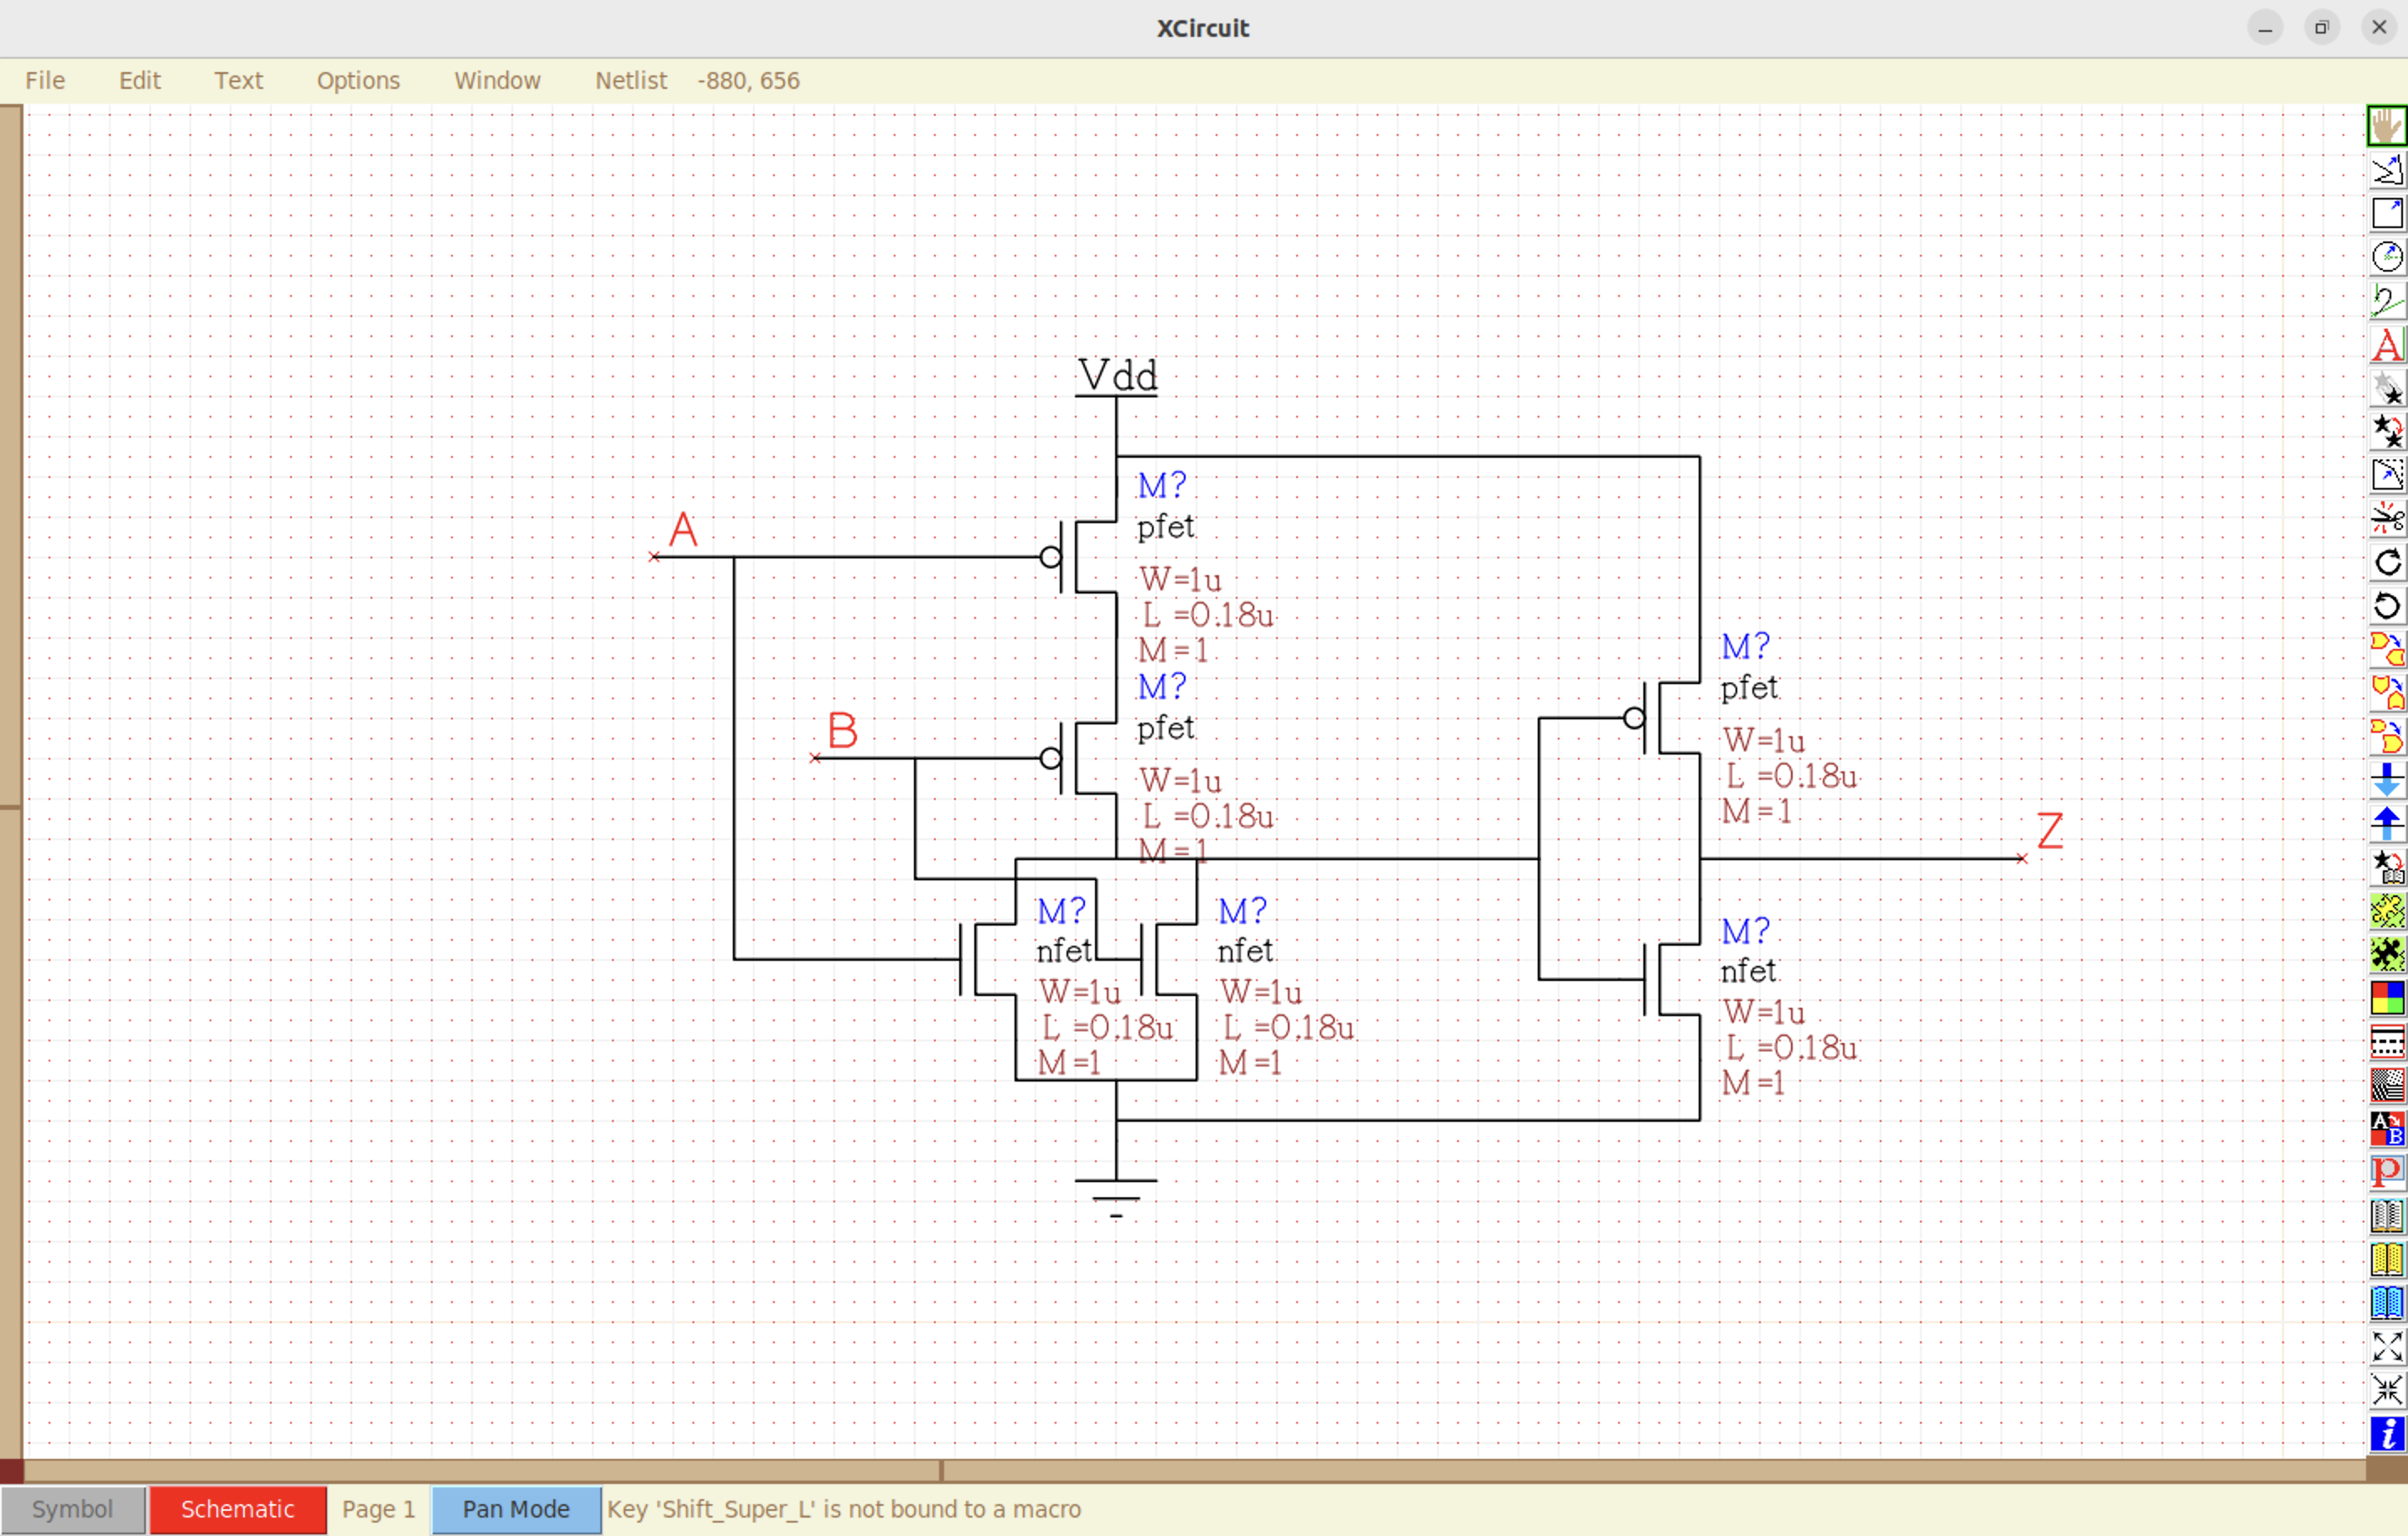 XCircuit
File Edit Text Options Window Netlist -880, 656
Vdd
M?
pfet
W=1u
L =0.18u
M=1
A
M?
pfet
W=1u
L =0.18u
M=1
B
M?
pfet
W=1u
L =0.18u
M=1
Z
M?
nfet
W=1u
L =0.18u
M=1
M?
nfet
W=1u
L =0.18u
M=1
M?
nfet
W=1u
L =0.18u
M=1
A
A
B
p
i
Symbol Schematic Page 1 Pan Mode Key 'Shift_Super_L' is not bound to a macro